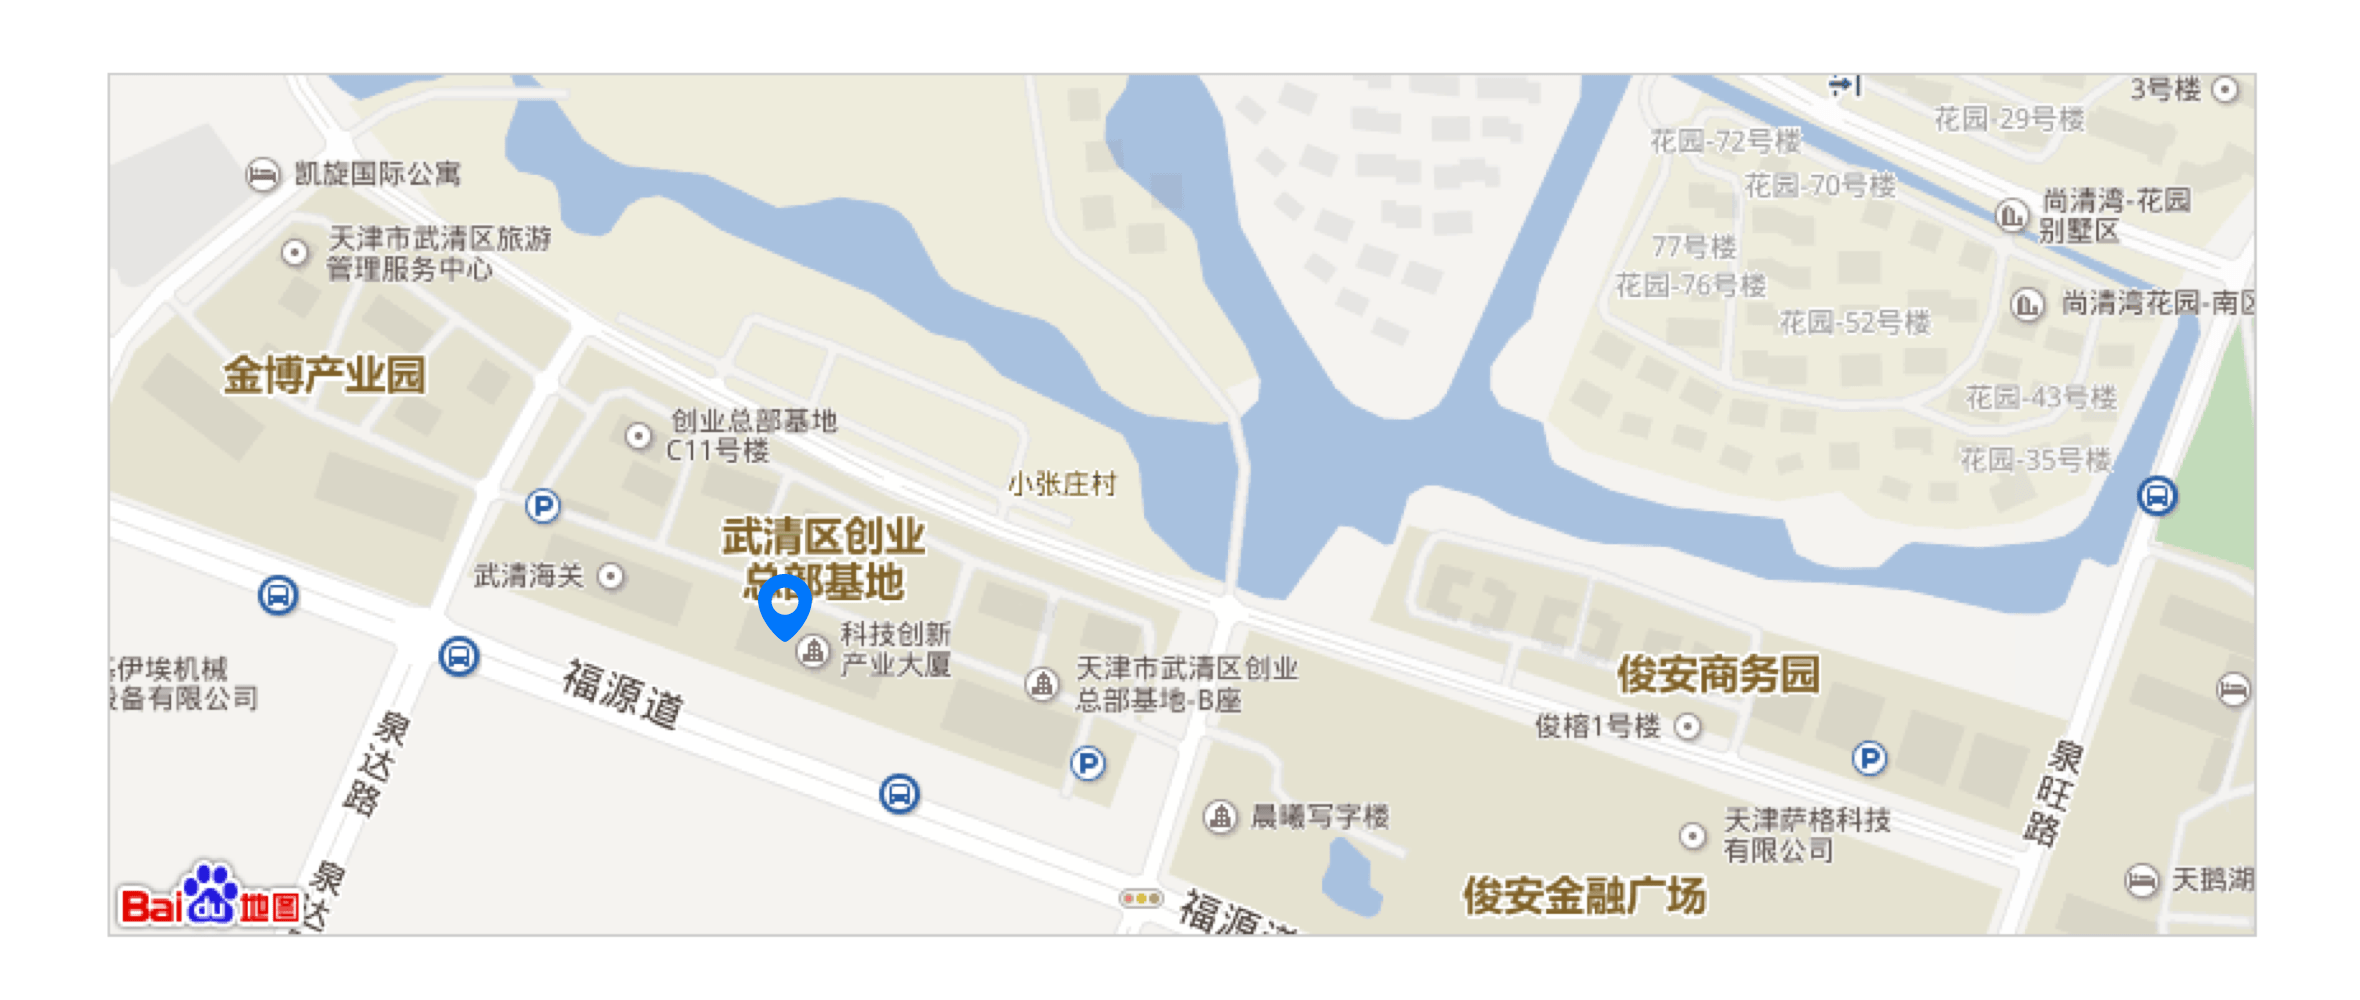 3号楼
花园-29号楼
花园-72号楼
凯旋国际公寓
花园-70号楼
尚清湾-花园
别墅区
天津市武清区旅游
管理服务中心
77号楼
花园-76号楼
尚清湾花园-南区
花园-52号楼
金博产业园
花园-43号楼
创业总部基地
C11号楼
花园-35号楼
小张庄村
P
武清区创业
总部基地
武清海关
科技创新
产业大厦
伊埃机械
备有限公司
福源道
天津市武清区创业
总部基地-B座
俊安商务园
俊榕1号楼
泉达路
P
P
泉旺路
晨曦写字楼
天津萨格科技
有限公司
天鹅湖
俊安金融广场
泉达
福源道
Bai du 地图